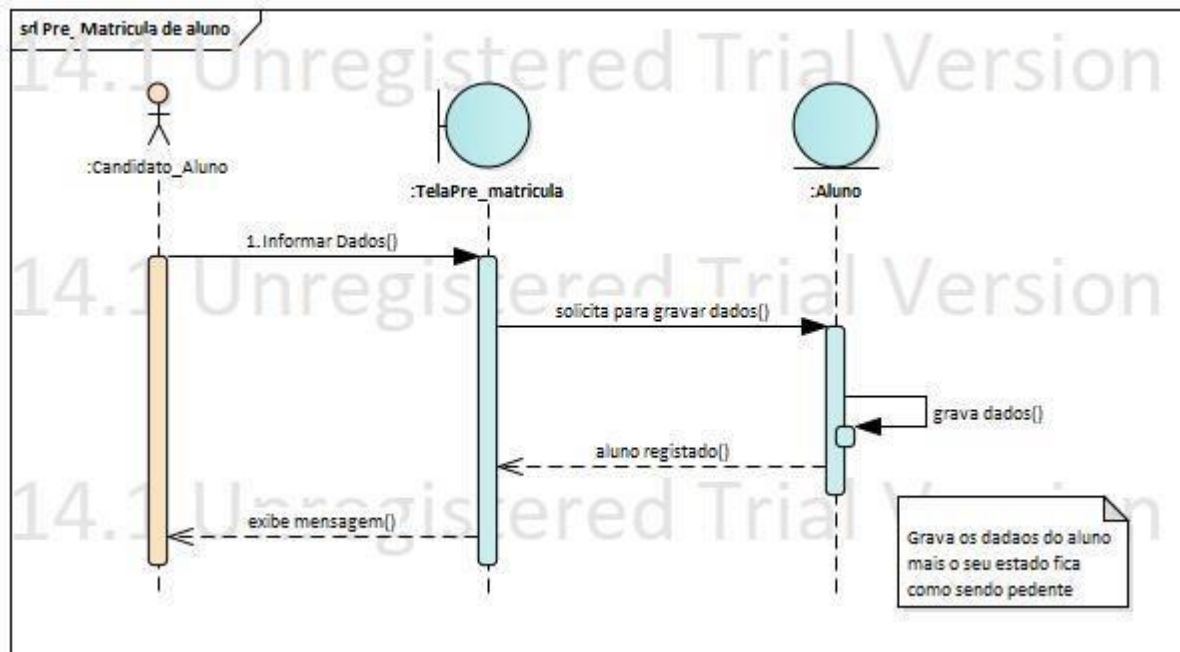 sd Pre_Matricula de aluno
14.1 Unregistered Trial Version
:Candidato_Aluno
:TelaPre_matricula
:Aluno
1.Informar Dados()
14.1 Unregistered Trial Version
solicita para gravar dados()
grava dados()
aluno registado()
14.1 Unregistered Trial Version
exibe mensagem()
Grava os dadaos do aluno
mais o seu estado fica
como sendo pedente